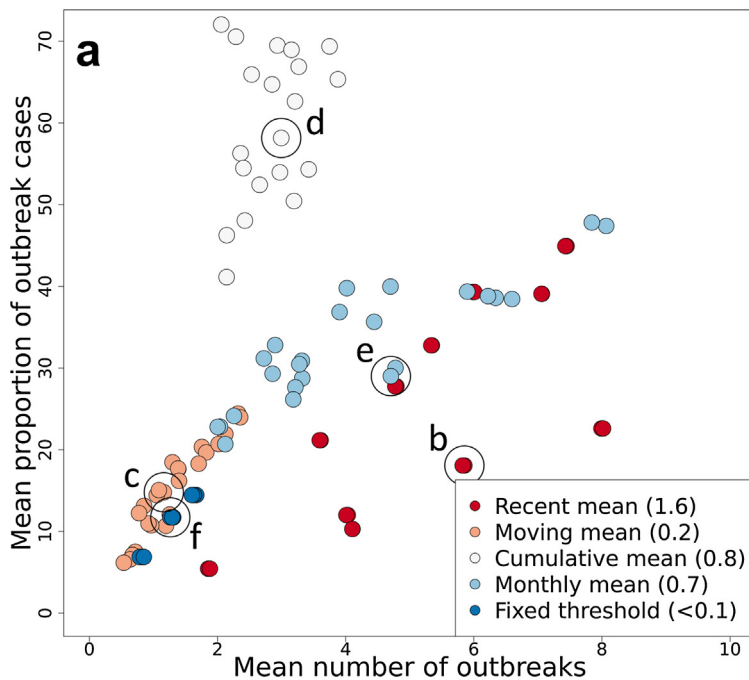 a
70
60
50
40
30
20
10
0
Mean proportion of outbreak cases
d
e
b
c
f
Recent mean (1.6)
Moving mean (0.2)
Cumulative mean (0.8)
Monthly mean (0.7)
Fixed threshold (<0.1)
0 2 4 6 8 10
Mean number of outbreaks